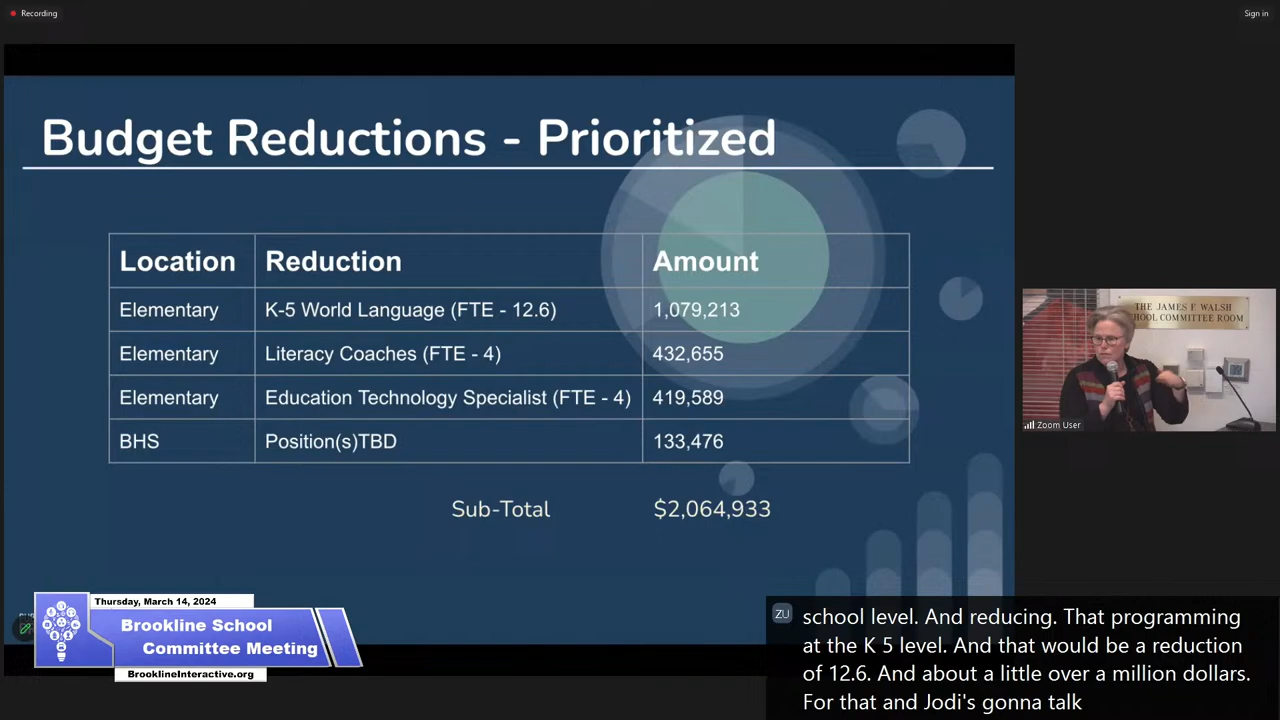 Recording
Sign in
Budget Reductions - Prioritized
Location Reduction Amount
Elementary K-5 World Language (FTE - 12.6) 1,079,213
Elementary Literacy Coaches (FTE - 4) 432,655
Elementary Education Technology Specialist (FTE - 4) 419,589
BHS Position(s)TBD 133,476
Sub-Total $2,064,933
THE JAMES F WALSH
SCHOOL COMMITTEE ROOM
Zoom User
Thursday, March 14, 2024
Brookline School
Committee Meeting
BrooklineInteractive.org
ZU
school level. And reducing. That programming
at the K 5 level. And that would be a reduction
of 12.6. And about a little over a million dollars.
For that and Jodi's gonna talk